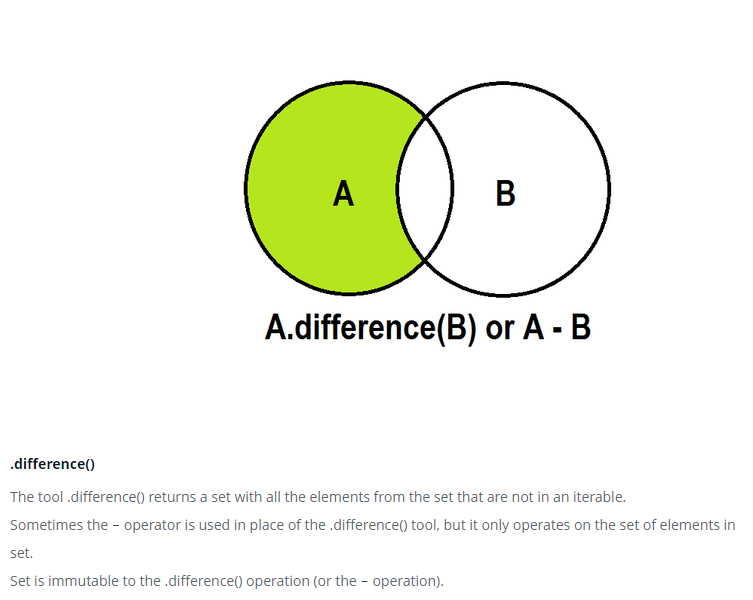 A
B
A.difference(B) or A - B
.difference()
The tool .difference() returns a set with all the elements from the set that are not in an iterable.
Sometimes the – operator is used in place of the .difference() tool, but it only operates on the set of elements in
set.
Set is immutable to the .difference() operation (or the – operation).